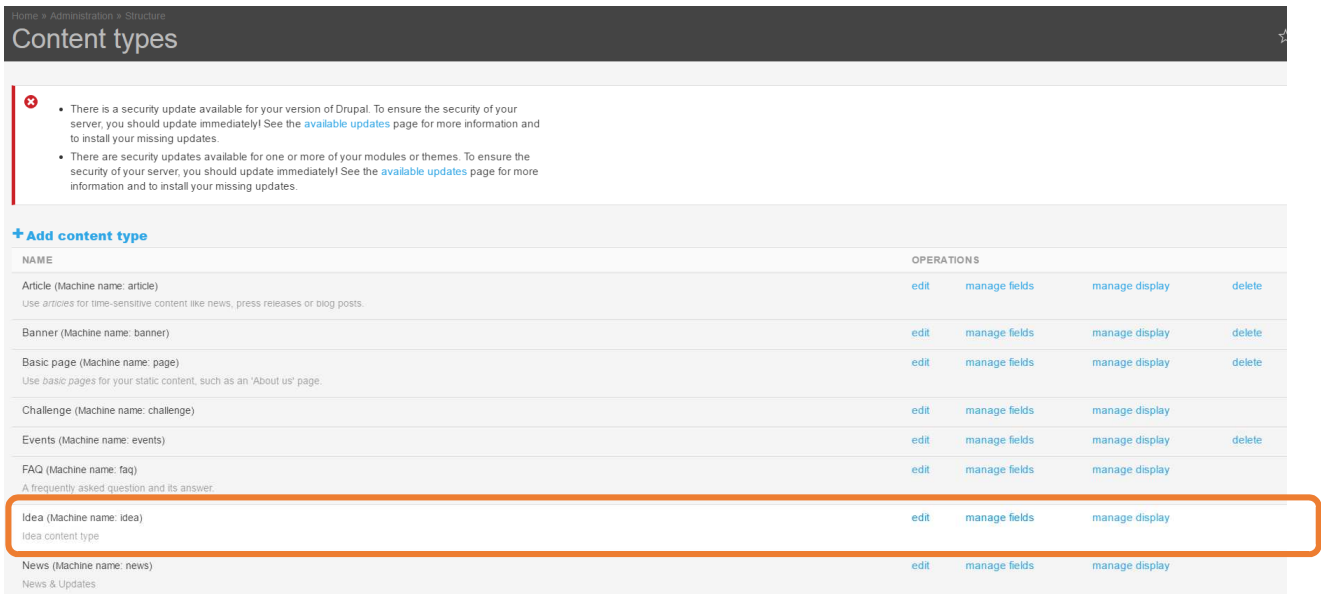 Home » Administration » Structure
Content types
There is a security update available for your version of Drupal. To ensure the security of your
server, you should update immediately! See the available updates page for more information and
to install your missing updates.
There are security updates available for one or more of your modules or themes. To ensure the
security of your server, you should update immediately! See the available updates page for more
information and to install your missing updates.
+ Add content type
NAME OPERATIONS
Article (Machine name: article) edit manage fields manage display delete
Use articles for time-sensitive content like news, press releases or blog posts.
Banner (Machine name: banner) edit manage fields manage display delete
Basic page (Machine name: page) edit manage fields manage display delete
Use basic pages for your static content, such as an 'About us' page.
Challenge (Machine name: challenge) edit manage fields manage display
Events (Machine name: events) edit manage fields manage display delete
FAQ (Machine name: faq) edit manage fields manage display
A frequently asked question and its answer.
Idea (Machine name: idea) edit manage fields manage display
Idea content type
News (Machine name: news) edit manage fields manage display
News & Updates